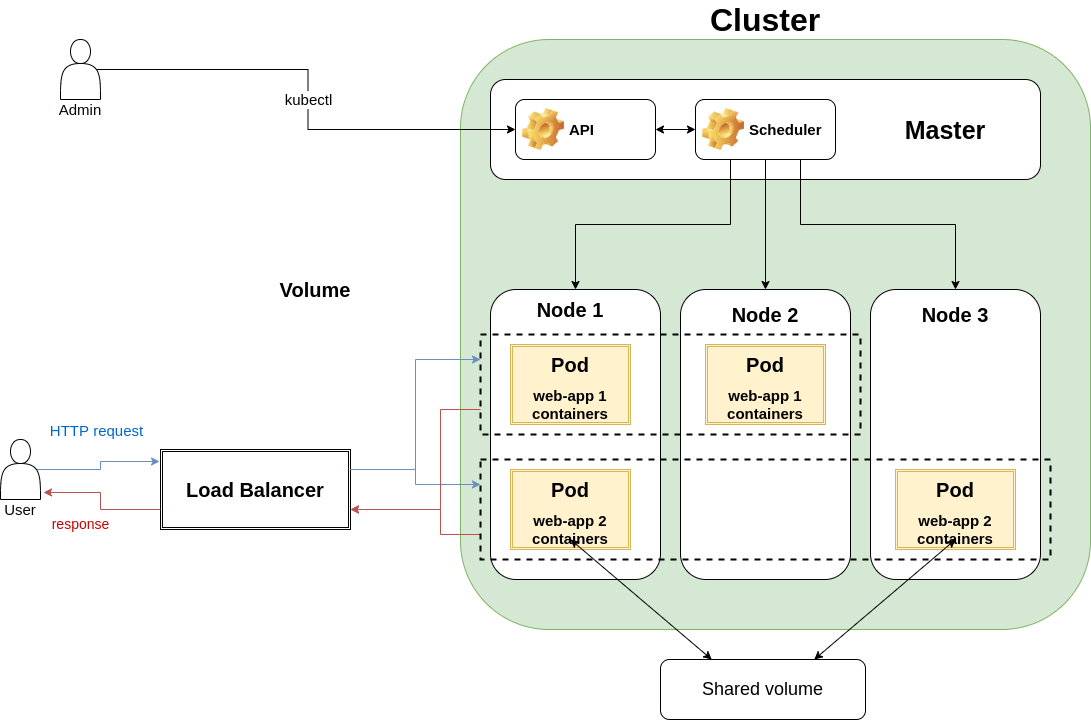 Cluster
Admin
kubectl
API
Scheduler
Master
Volume
Node 1
Node 2
Node 3
Pod
web-app 1
containers
Pod
web-app 1
containers
HTTP request
User
response
Load Balancer
Pod
web-app 2
containers
Pod
web-app 2
containers
Shared volume